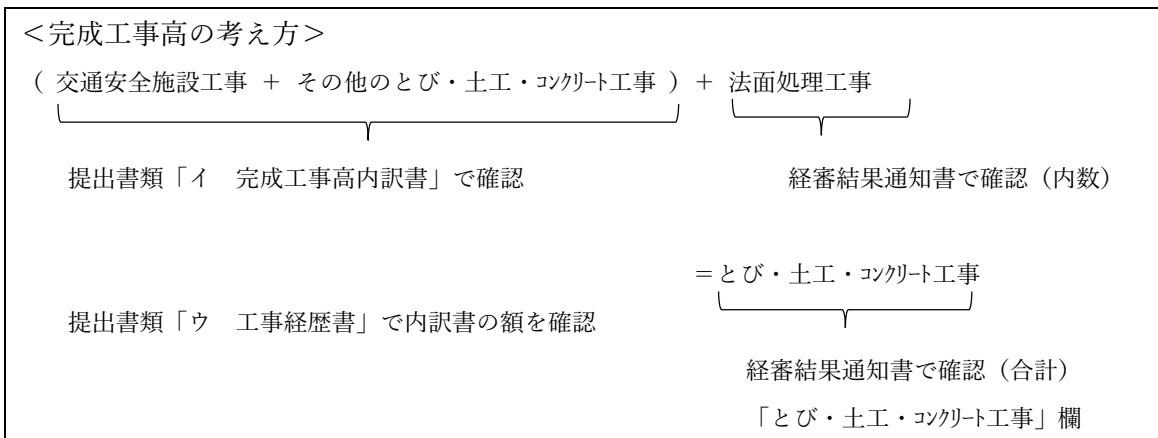 ＜完成工事高の考え方＞
（ 交通安全施設工事 ＋ その他のとび・土工・ｺﾝｸﾘｰﾄ工事 ）＋ 法面処理工事
提出書類「イ　完成工事高内訳書」で確認
経審結果通知書で確認（内数）
＝とび・土工・ｺﾝｸﾘｰﾄ工事
提出書類「ウ　工事経歴書」で内訳書の額を確認
経審結果通知書で確認（合計）
「とび・土工・ｺﾝｸﾘｰﾄ工事」欄